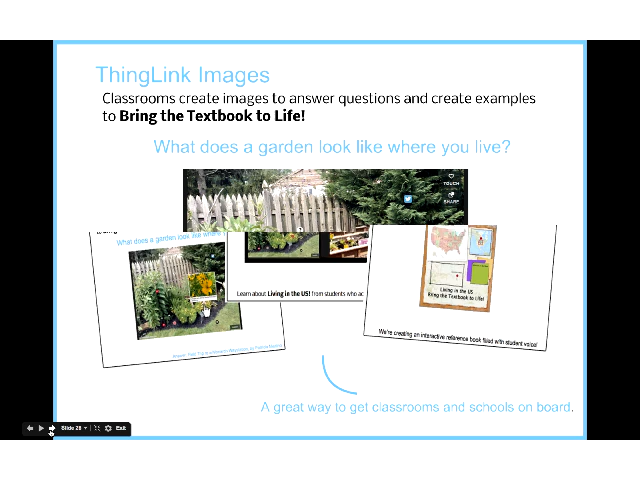 ThingLink Images
Classrooms create images to answer questions and create examples
to Bring the Textbook to Life!
What does a garden look like where you live?
TOUCH
SHARE
What does a garden look like where y
Learn about Living in the US! from students who ac
Living in the US
Bring the Textbook to Life!
We're creating an interactive reference book filled with student voice!
A great way to get classrooms and schools on board.
Slide 28
Exit